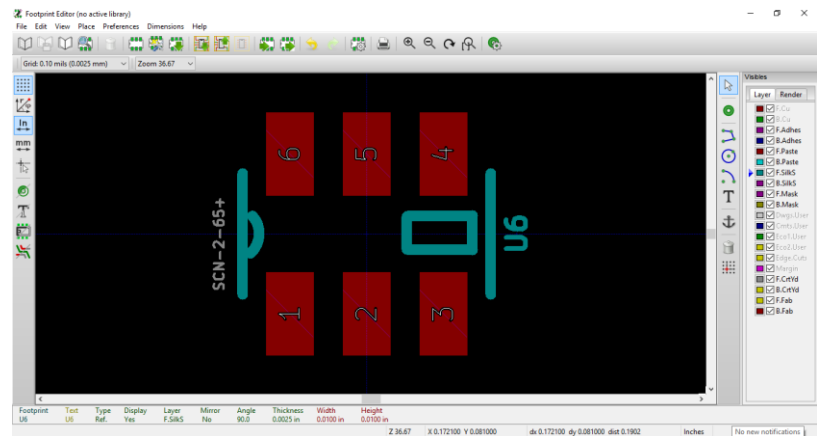 Footprint Editor (no active library)
File Edit View Place Preferences Dimensions Help
Grid: 0.10 mils (0.0025 mm) Zoom 36.67
In
mm
Visibles
Layer Render
F.Cu
B.Cu
F.Adhes
B.Adhes
F.Paste
B.Paste
F.SilkS
B.SilkS
F.Mask
B.Mask
Dwgs.User
Cmts.User
Eco1.User
Eco2.User
Edge.Cuts
Margin
F.CrtYd
B.CrtYd
F.Fab
B.Fab
6 5 4
SCN-2-65+
U6
1 2 3
Footprint Text Type Display Layer Mirror Angle Thickness Width Height
U6 U6 Ref. Yes F.SilkS No 90.0 0.0025 in 0.0100 in 0.0100 in
Z 36.67 X 0.172100 Y 0.081000 dx 0.172100 dy 0.081000 dist 0.1902 Inches
No new notifications